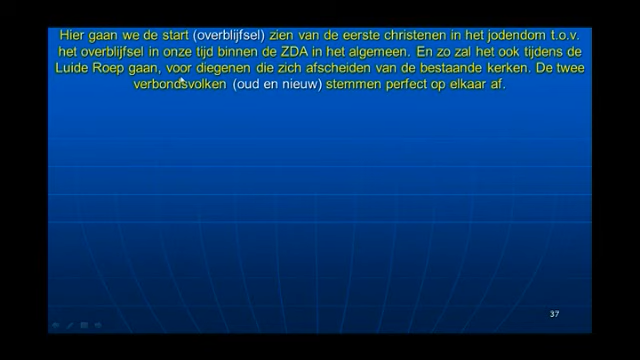 Hier gaan we de start (overblijfsel) zien van de eerste christenen in het jodendom t.o.v.
het overblijfsel in onze tijd binnen de ZDA in het algemeen. En zo zal het ook tijdens de
Luide Roep gaan, voor diegenen die zich afscheiden van de bestaande kerken. De twee
verbondsvolken (oud en nieuw) stemmen perfect op elkaar af.
37